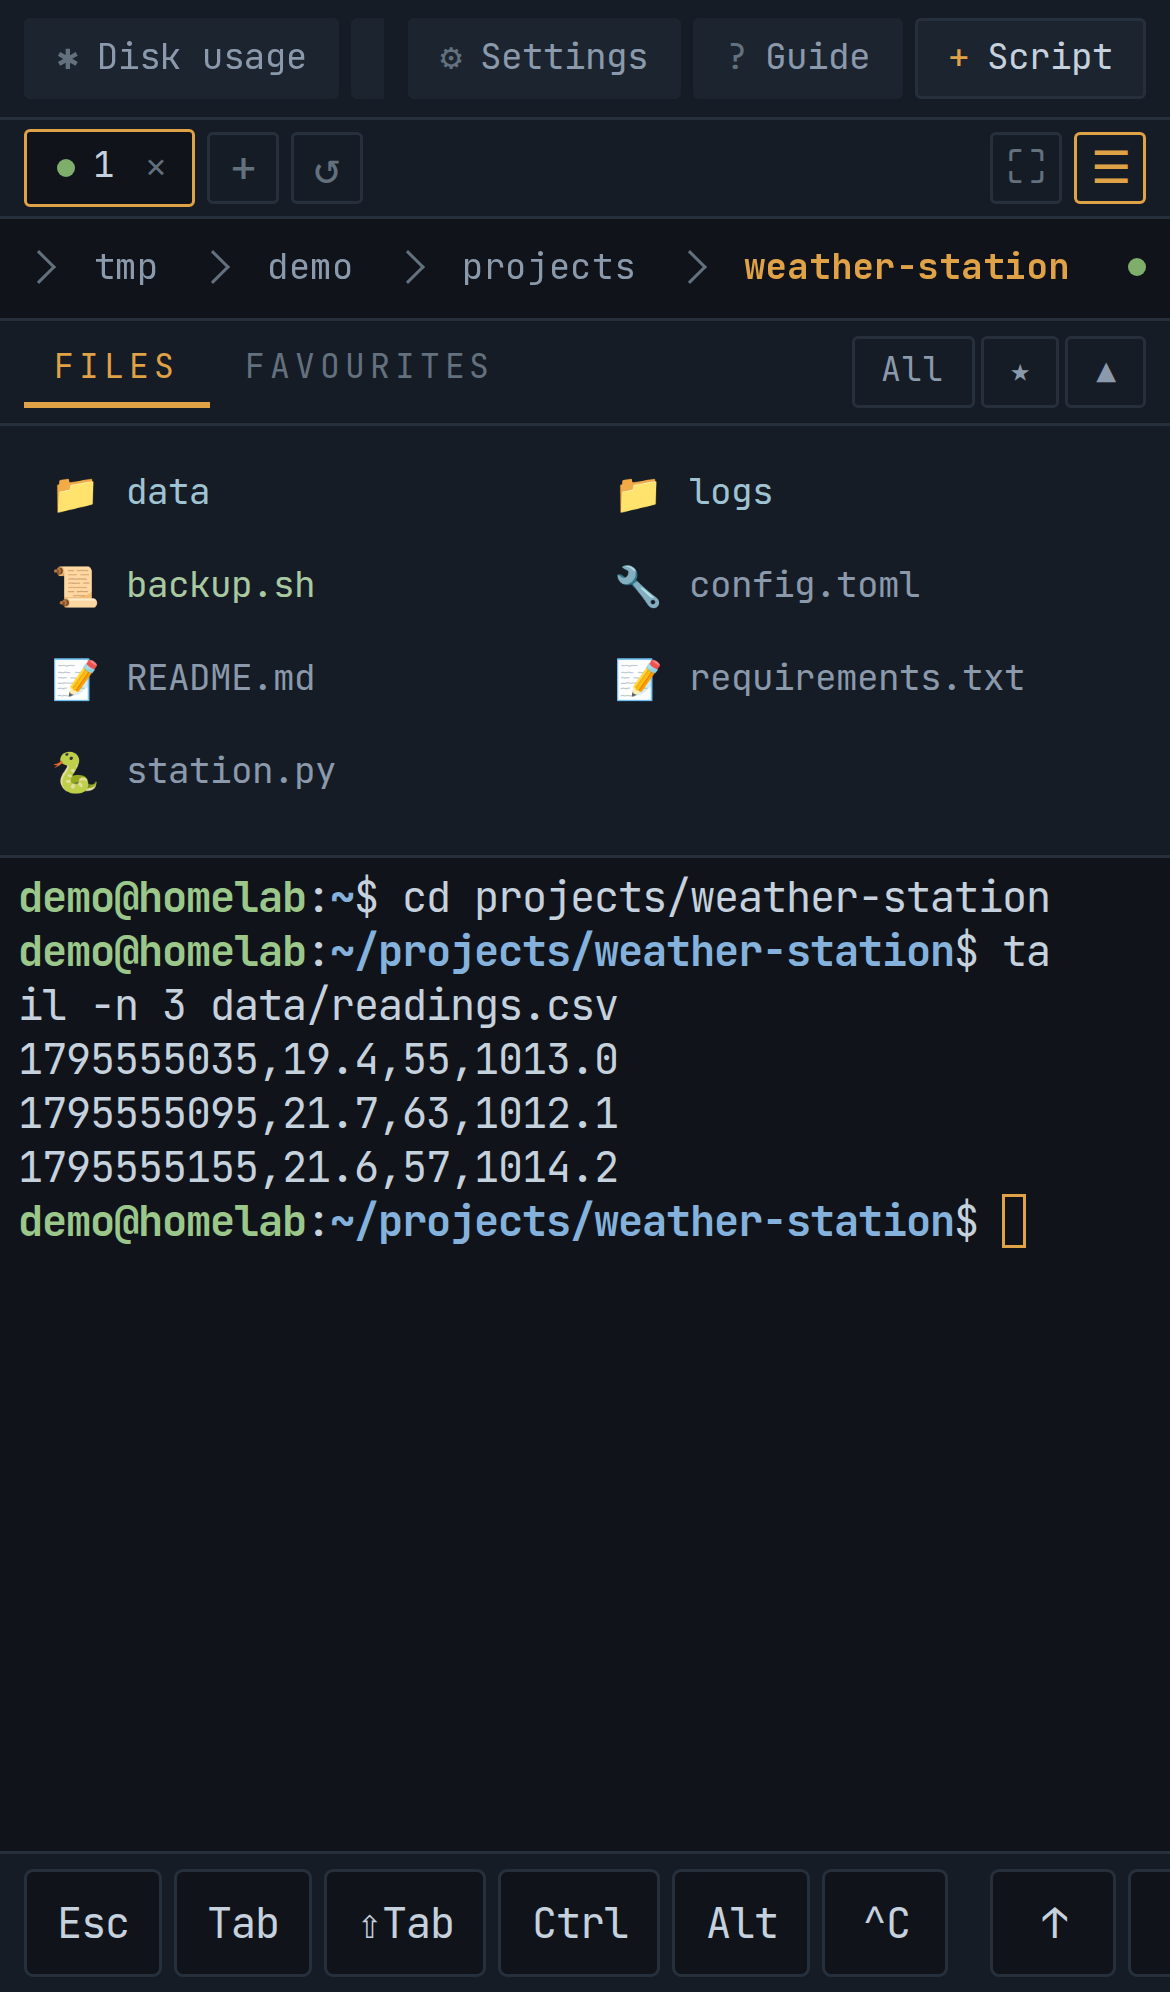 ✱ Disk usage ⚙ Settings ? Guide + Script
● 1 × + ↺ ☰
> tmp > demo > projects > weather-station ●
FILES FAVOURITES All ★ ▲
📁 data 📁 logs
📜 backup.sh 🔧 config.toml
📝 README.md 📝 requirements.txt
🐍 station.py
demo@homelab:~$ cd projects/weather-station
demo@homelab:~/projects/weather-station$ ta
il -n 3 data/readings.csv
1795555035,19.4,55,1013.0
1795555095,21.7,63,1012.1
1795555155,21.6,57,1014.2
demo@homelab:~/projects/weather-station$
Esc Tab ⇧Tab Ctrl Alt ^C ↑